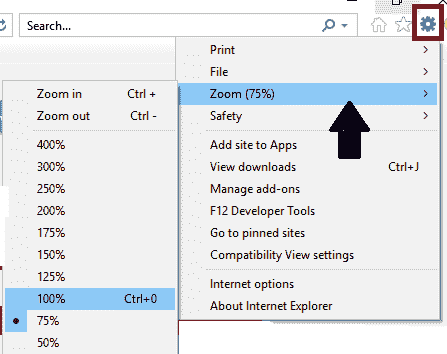 Search...
Print
File
Zoom (75%)
Safety
Add site to Apps
View downloads Ctrl+J
Manage add-ons
F12 Developer Tools
Go to pinned sites
Compatibility View settings
Internet options
About Internet Explorer
Zoom in Ctrl +
Zoom out Ctrl -
400%
300%
250%
200%
175%
150%
125%
100% Ctrl+0
75%
50%